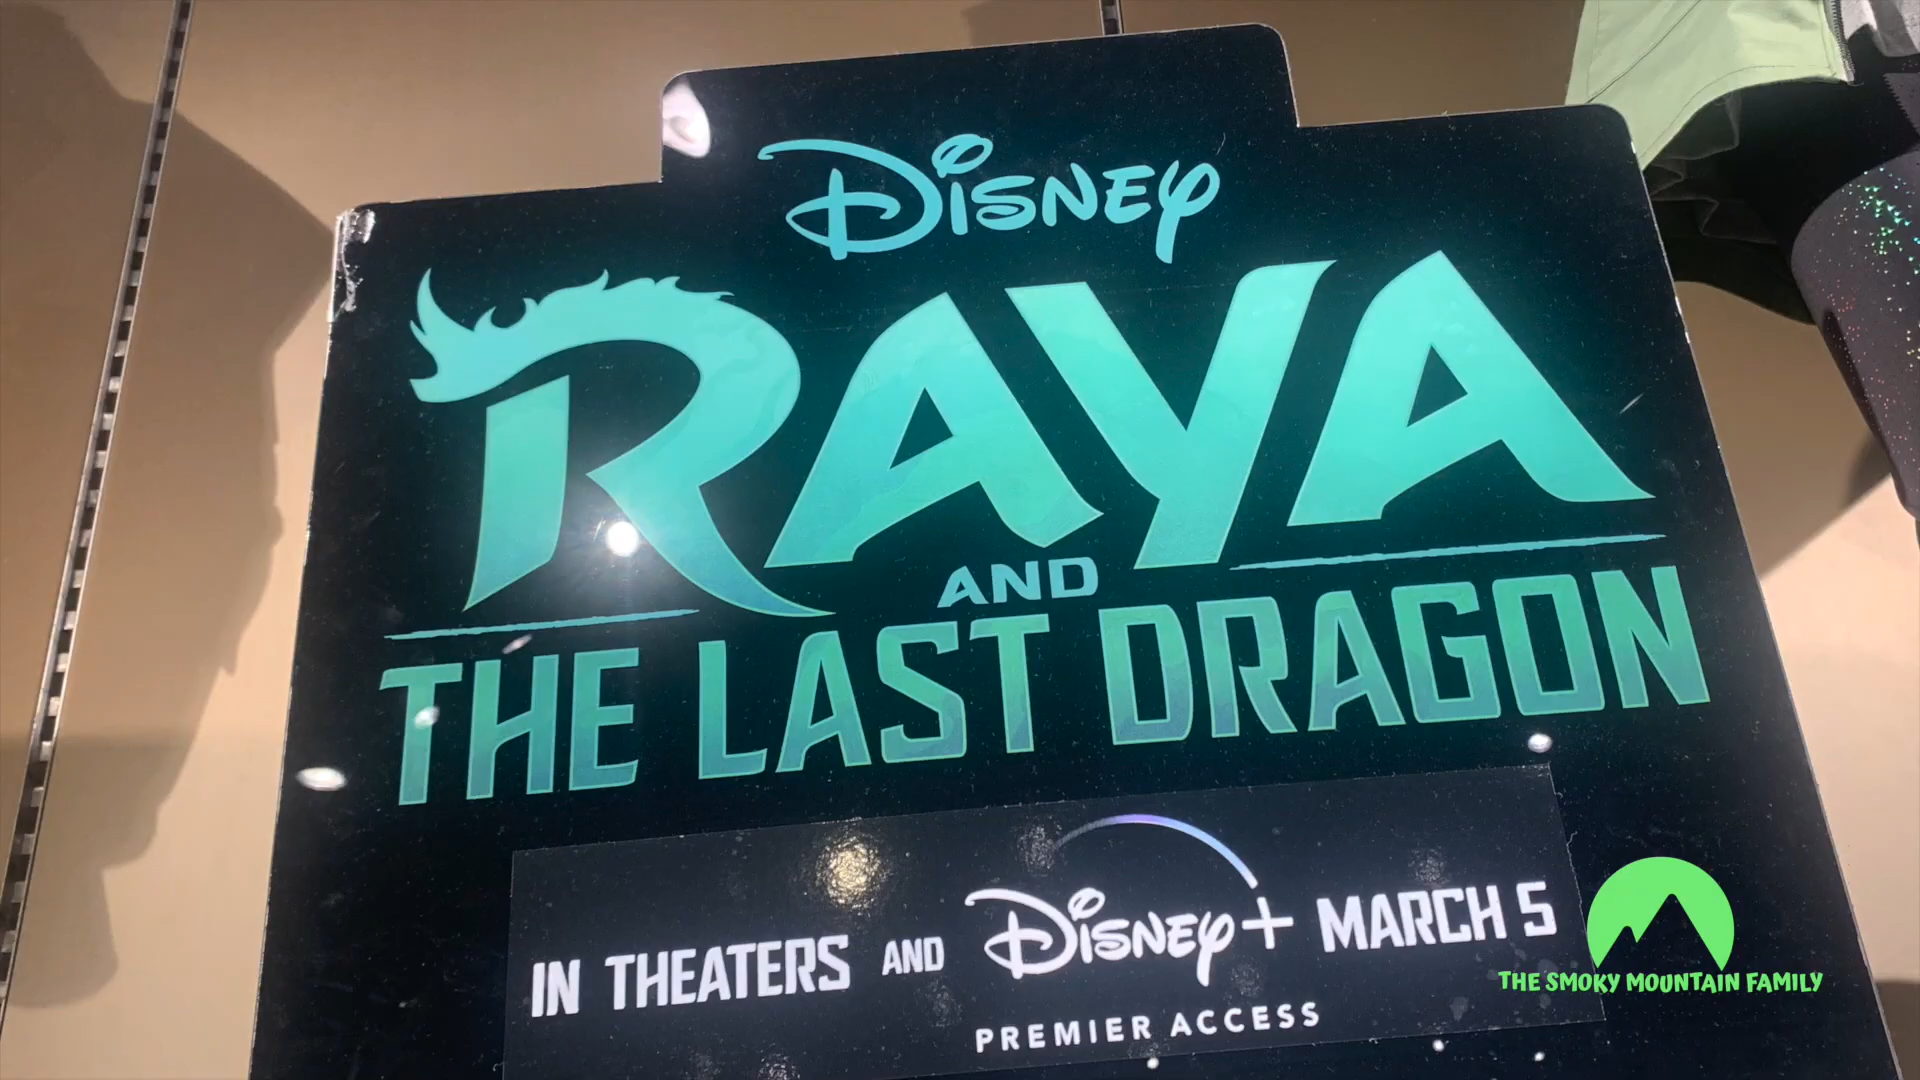 Disney
RAYA
AND
THE LAST DRAGON
IN THEATERS AND Disney+ MARCH 5
PREMIER ACCESS
THE SMOKY MOUNTAIN FAMILY